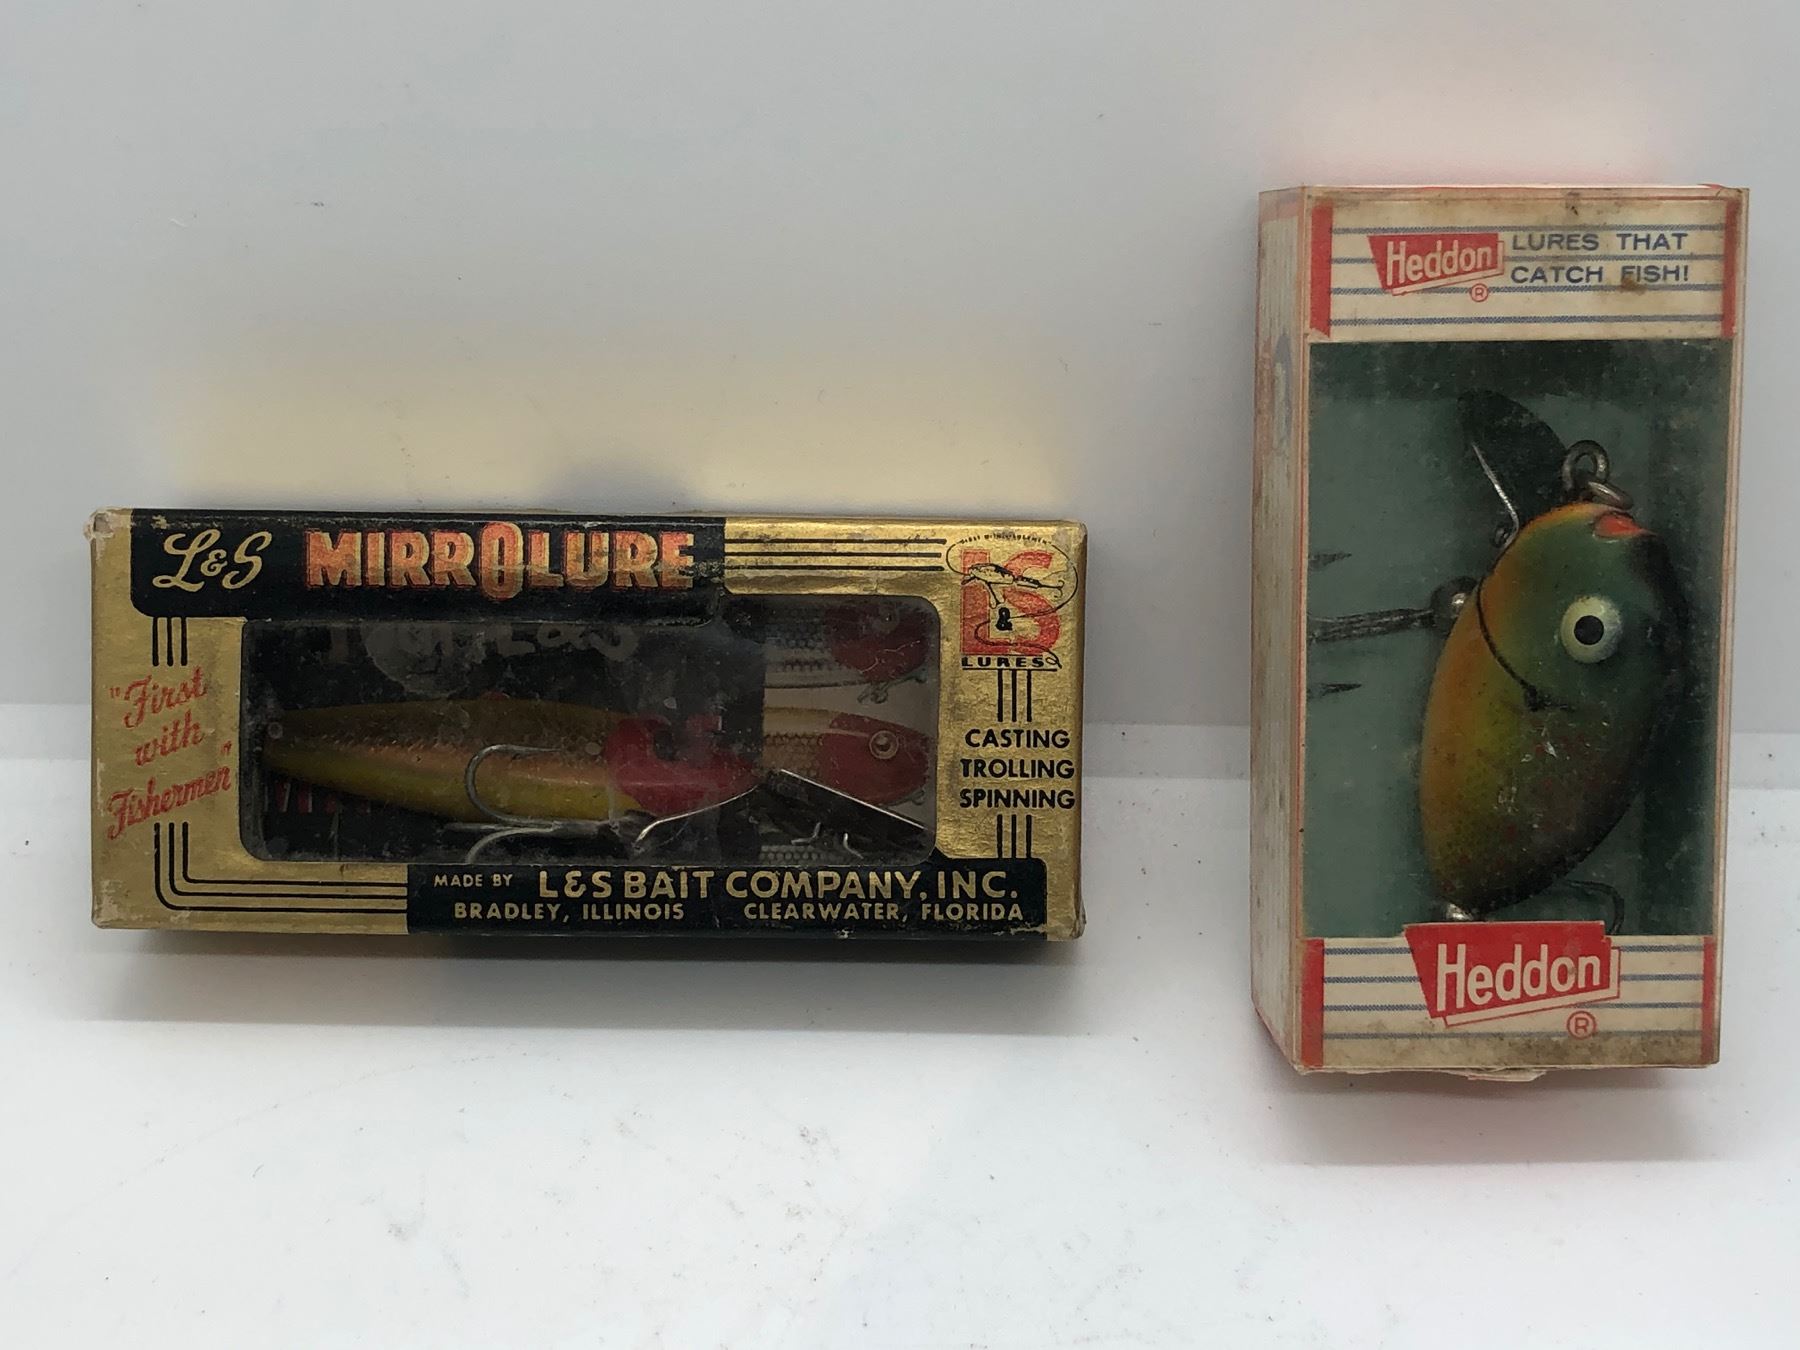 L&S MIRROLURE
"First
with
Fishermen"
L&S
LURES
CASTING
TROLLING
SPINNING
MADE BY L&S BAIT COMPANY, INC.
BRADLEY, ILLINOIS CLEARWATER, FLORIDA
Heddon ® LURES THAT
CATCH FISH!
Heddon
®